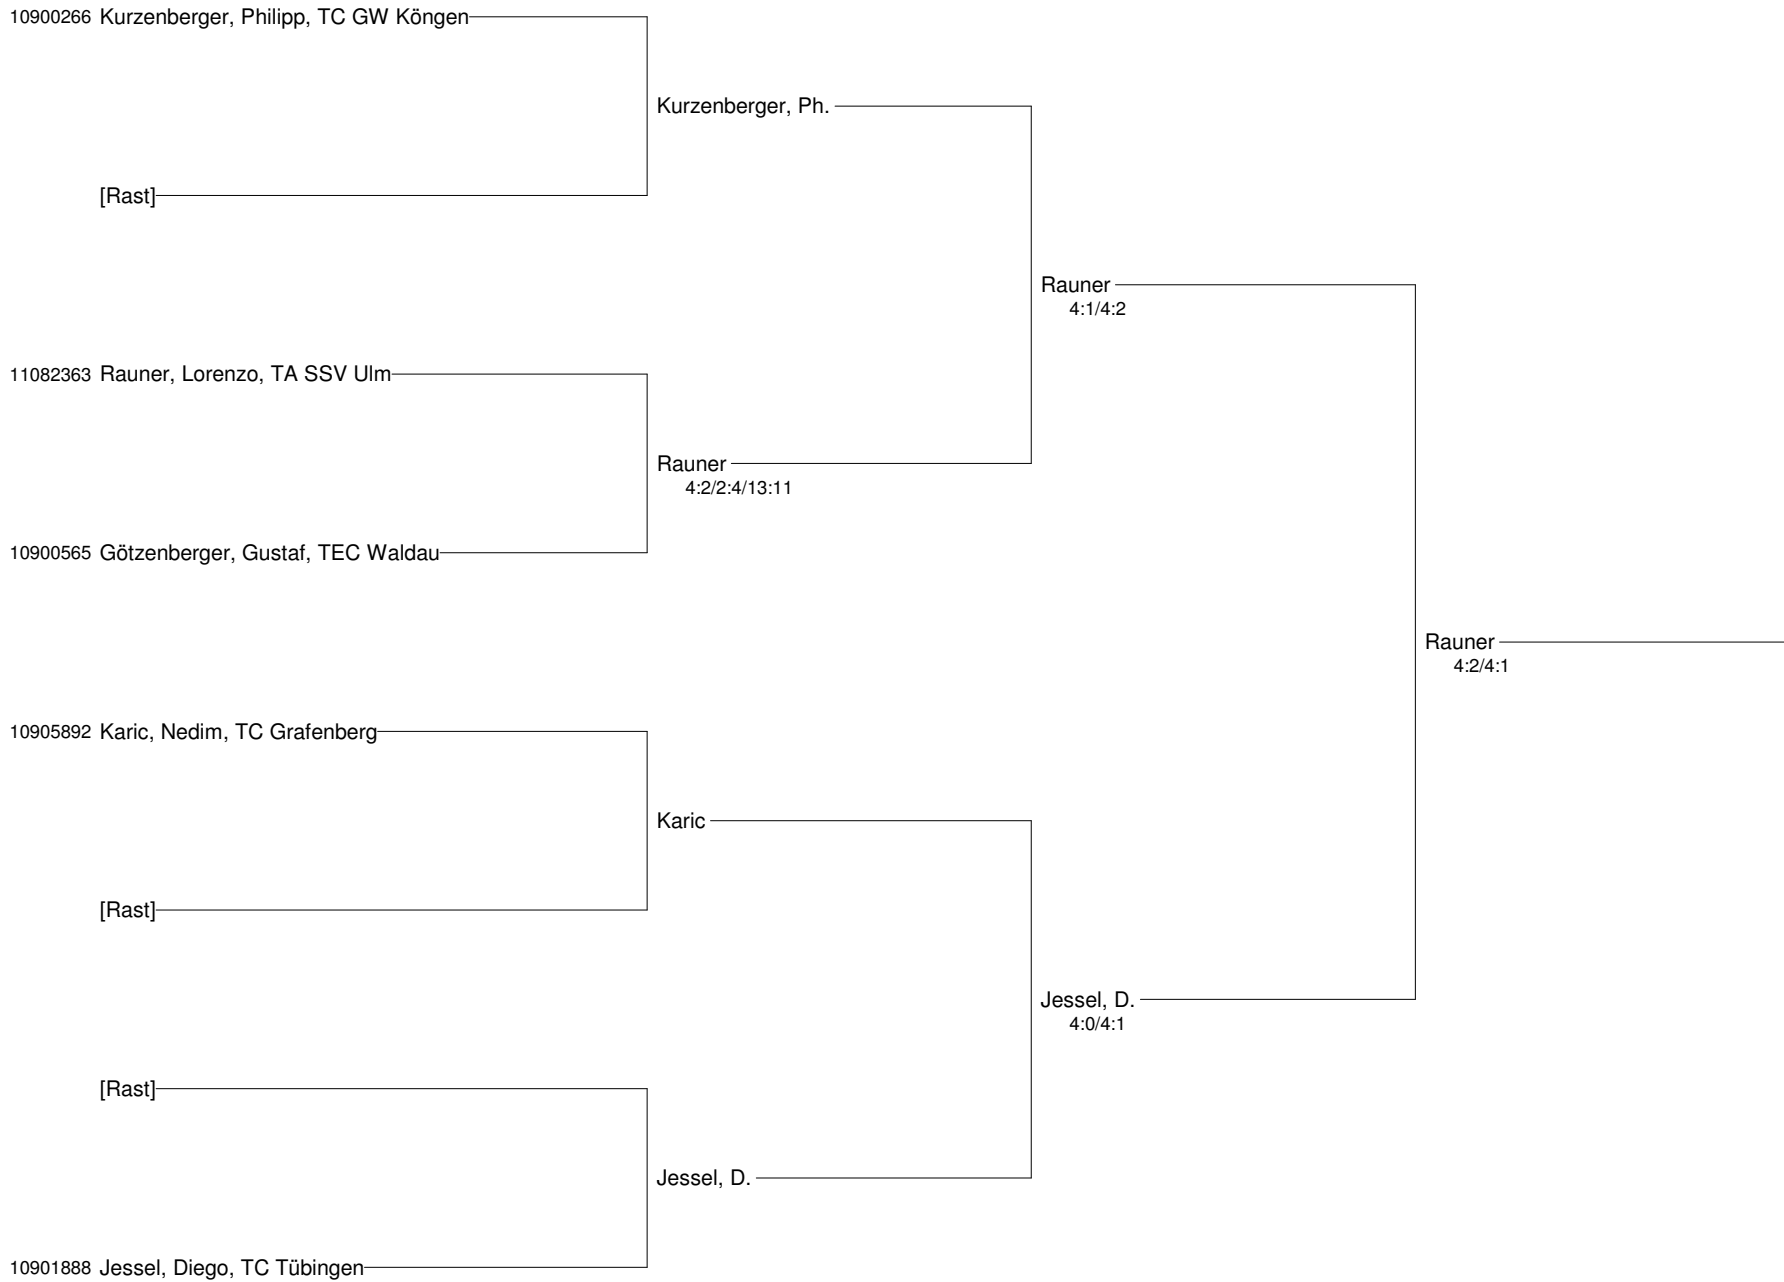 10900266 Kurzenberger, Philipp, TC GW Köngen
Kurzenberger, Ph.
[Rast]
Rauner
4:1/4:2
11082363 Rauner, Lorenzo, TA SSV Ulm
Rauner
4:2/2:4/13:11
10900565 Götzenberger, Gustaf, TEC Waldau
Rauner
4:2/4:1
10905892 Karic, Nedim, TC Grafenberg
Karic
[Rast]
Jessel, D.
4:0/4:1
[Rast]
Jessel, D.
10901888 Jessel, Diego, TC Tübingen